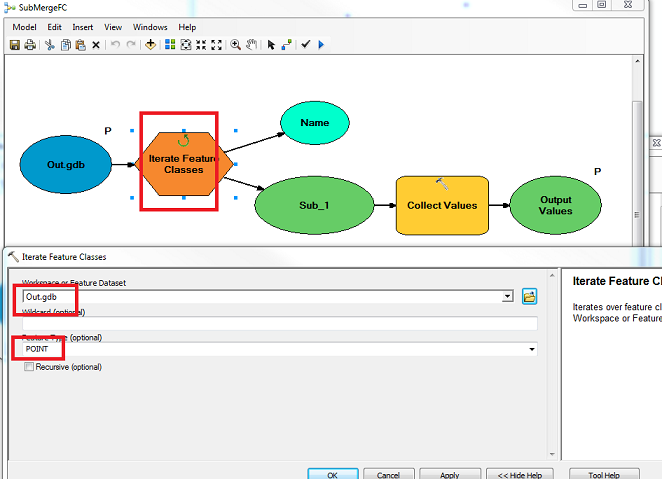 SubMergeFC
Model Edit Insert View Windows Help
P
Name
Out.gdb
Iterate Feature
Classes
P
Sub_1
Collect Values
Output
Values
Iterate Feature Classes
Workspace or Feature Dataset
Out.gdb
Wildcard (optional)
Feature Type (optional)
POINT
Recursive (optional)
Iterate Feature Cl
Iterates over feature cl
Workspace or Feature
OK Cancel Apply << Hide Help Tool Help